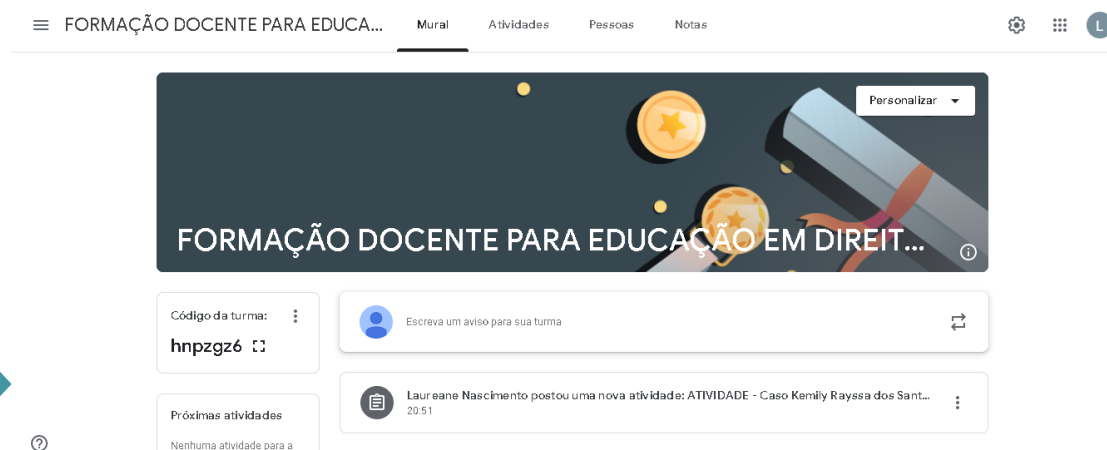 FORMAÇÃO DOCENTE PARA EDUCA... Mural Atividades Pessoas Notas L
Personalizar
FORMAÇÃO DOCENTE PARA EDUCAÇÃO EM DIREIT...
Código da turma:
hnpzgz6
Escreva um aviso para sua turma
Laureane Nascimento postou uma nova atividade: ATIVIDADE - Caso Kemily Rayssa dos Sant...
20:51
Próximas atividades
Nenhuma atividade para a